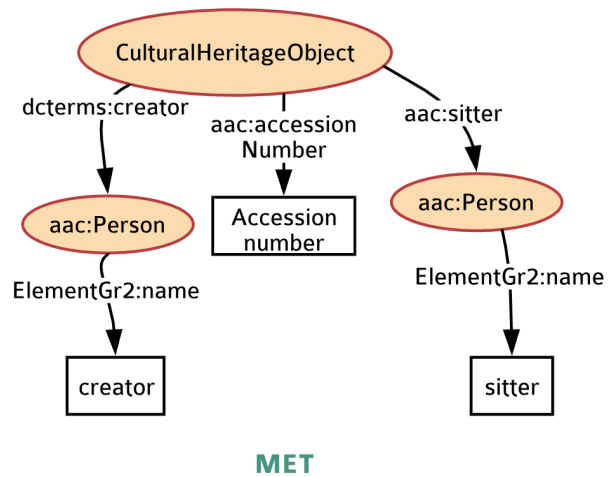 CulturalHeritageObject
dcterms:creator
aac:accession
Number
aac:sitter
aac:Person
Accession
number
aac:Person
ElementGr2:name
ElementGr2:name
creator
sitter
MET